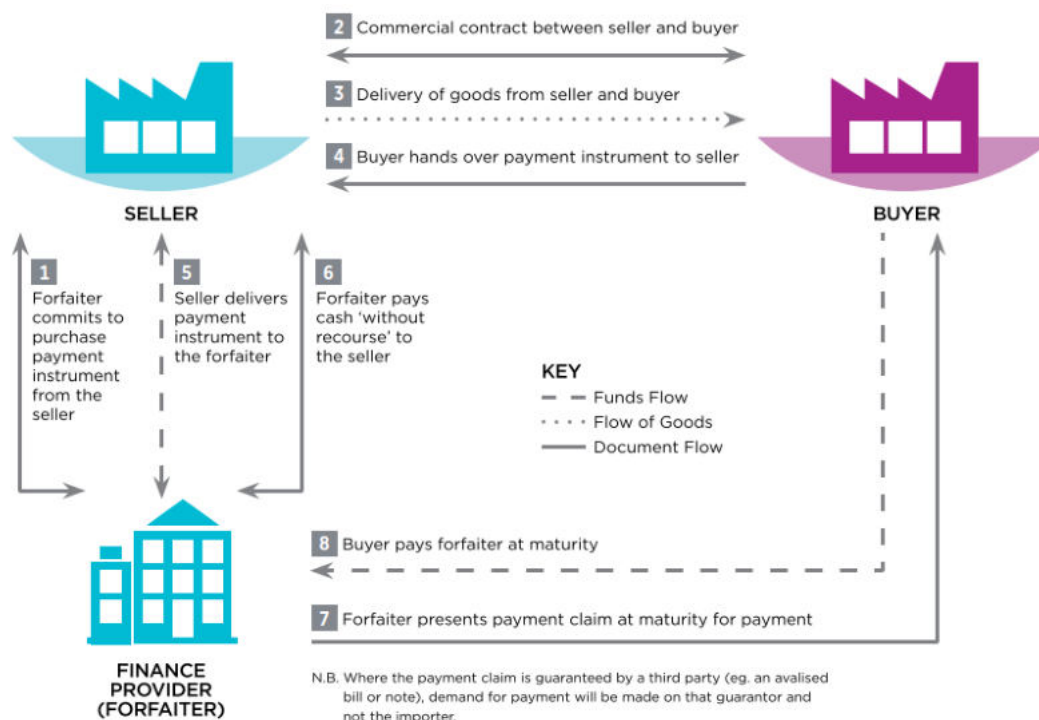 2 Commercial contract between seller and buyer
3 Delivery of goods from seller and buyer
4 Buyer hands over payment instrument to seller
SELLER
BUYER
1
Forfaiter
commits to
purchase
payment
instrument
from the
seller
5
Seller delivers
payment
instrument to
the forfaiter
6
Forfaiter pays
cash ‘without
recourse’ to
the seller
KEY
Funds Flow
Flow of Goods
Document Flow
8 Buyer pays forfaiter at maturity
7 Forfaiter presents payment claim at maturity for payment
FINANCE
PROVIDER
(FORFAITER)
N.B. Where the payment claim is guaranteed by a third party (eg. an avalised
bill or note), demand for payment will be made on that guarantor and
not the importer.